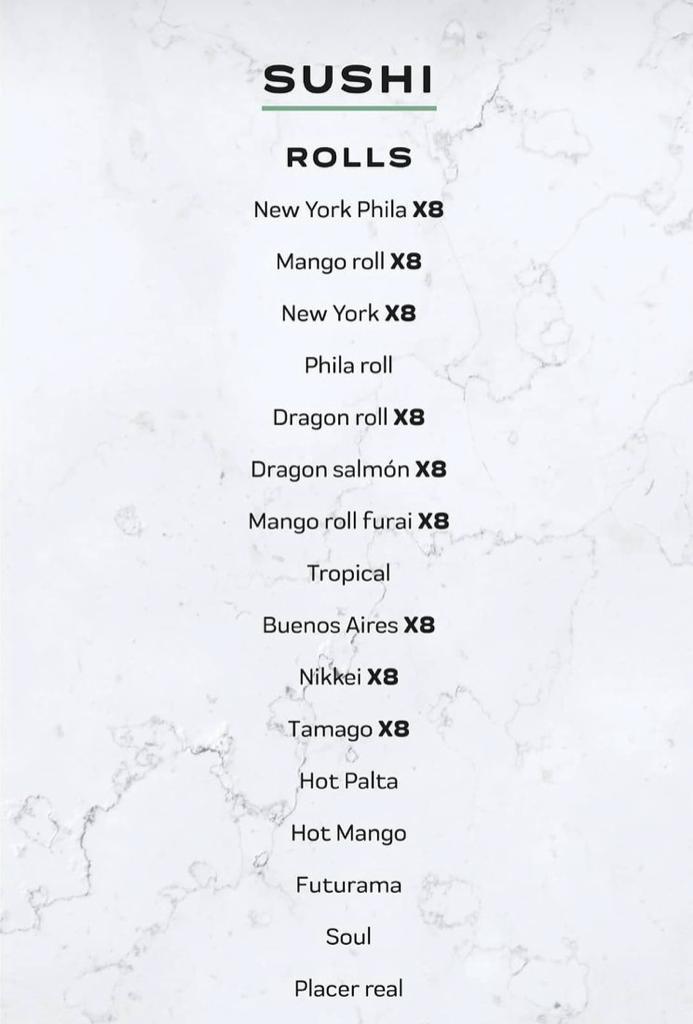 SUSHI
ROLLS
New York Phila X8
Mango roll X8
New York X8
Phila roll
Dragon roll X8
Dragon salmón X8
Mango roll furai X8
Tropical
Buenos Aires X8
Nikkei X8
Tamago X8
Hot Palta
Hot Mango
Futurama
Soul
Placer real